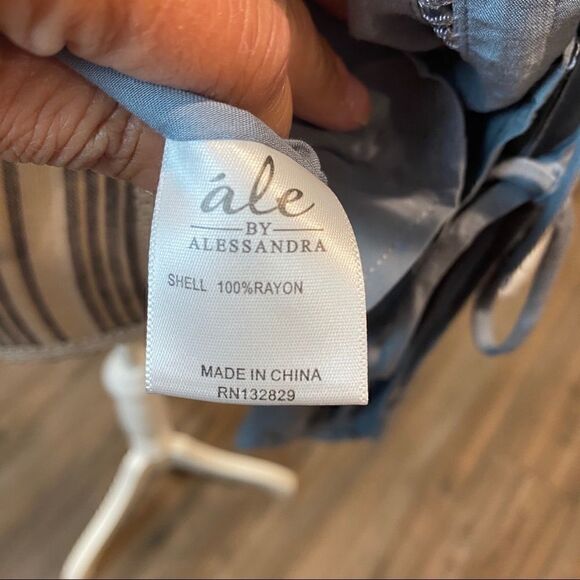 ále
BY
ALESSANDRA
SHELL 100%RAYON
MADE IN CHINA
RN132829